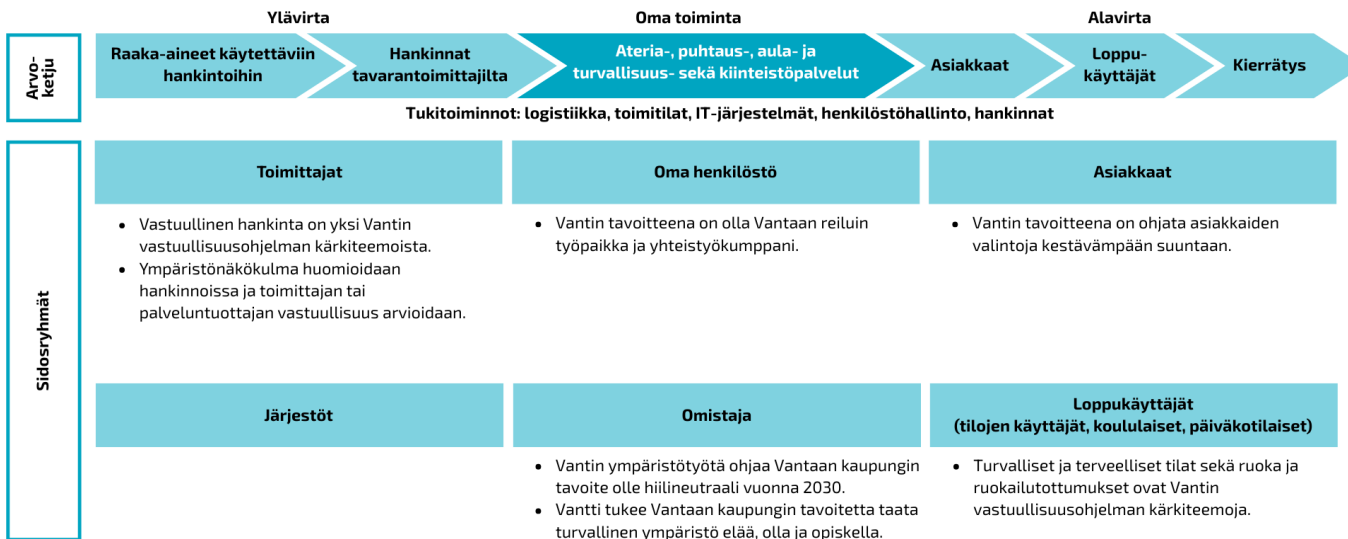 Ylävirta
Oma toiminta
Alavirta
Arvo-
ketju
Raaka-aineet käytettäviin
hankintoihin
Hankinnat
tavarantoimittajilta
Ateria-, puhtaus-, aula- ja
turvallisuus- sekä kiinteistöpalvelut
Asiakkaat
Loppu-
käyttäjät
Kierrätys
Tukitoiminnot: logistiikka, toimitilat, IT-järjestelmät, henkilöstöhallinto, hankinnat
Sidosryhmät
Toimittajat
• Vastuullinen hankinta on yksi Vantin
vastuullisuusohjelman kärkiteemoista.
• Ympäristönäkökulma huomioidaan
hankinnoissa ja toimittajan tai
palveluntuottajan vastuullisuus arvioidaan.
Oma henkilöstö
• Vantin tavoitteena on olla Vantaan reiluin
työpaikka ja yhteistyökumppani.
Asiakkaat
• Vantin tavoitteena on ohjata asiakkaiden
valintoja kestävämpään suuntaan.
Järjestöt
Omistaja
• Vantin ympäristötyötä ohjaa Vantaan kaupungin
tavoite olle hiilineutraali vuonna 2030.
• Vantti tukee Vantaan kaupungin tavoitetta taata
turvallinen ympäristö elää, olla ja opiskella.
Loppukäyttäjät
(tilojen käyttäjät, koululaiset, päiväkotilaiset)
• Turvalliset ja terveelliset tilat sekä ruoka ja
ruokailutottumukset ovat Vantin
vastuullisuusohjelman kärkiteemoja.